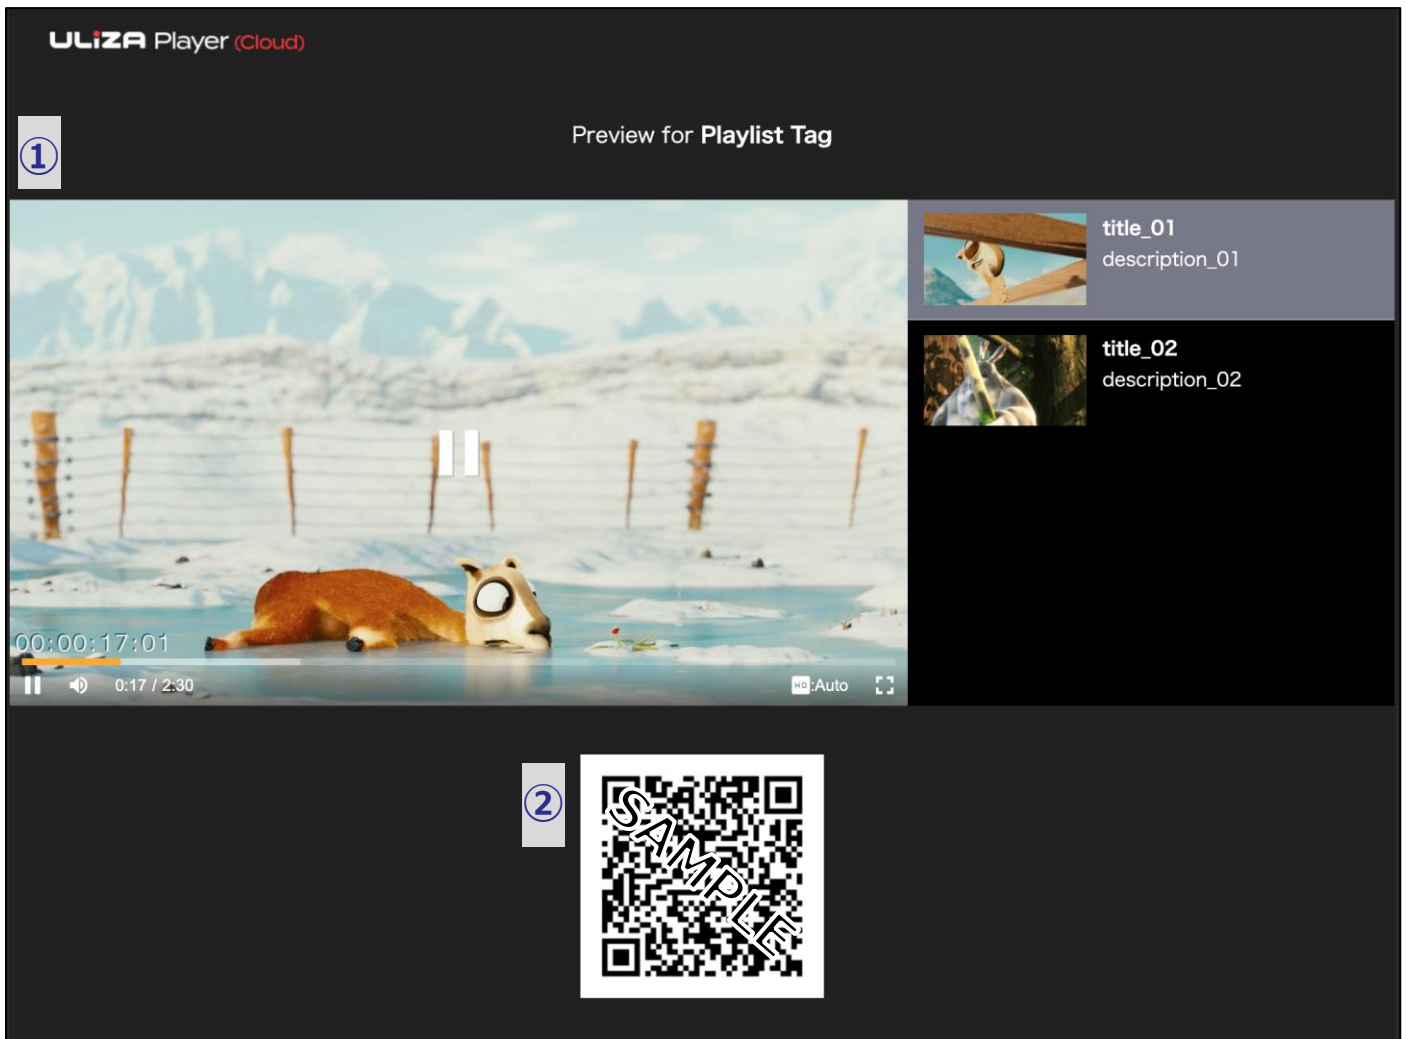 ULIZA Player (Cloud)
Preview for Playlist Tag
①
title_01
description_01
title_02
description_02
00:00:17:01
0:17 / 2:30
HD:Auto
②
SAMPLE